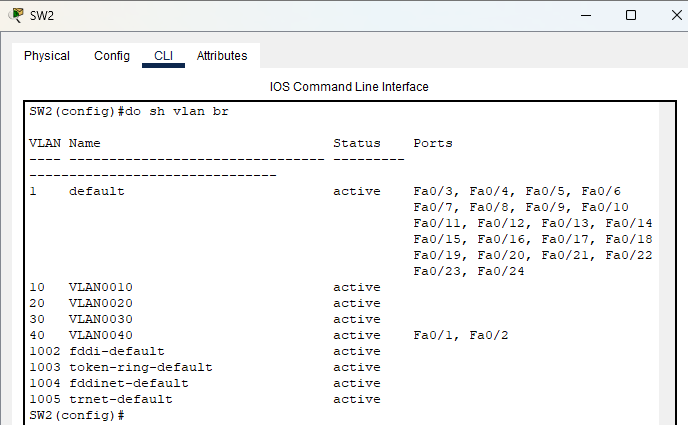 SW2
Physical Config CLI Attributes
IOS Command Line Interface
SW2(config)#do sh vlan br
VLAN Name                             Status    Ports
---- -------------------------------- --------- -------------------------------
1    default                          active    Fa0/3, Fa0/4, Fa0/5, Fa0/6
                                                Fa0/7, Fa0/8, Fa0/9, Fa0/10
                                                Fa0/11, Fa0/12, Fa0/13, Fa0/14
                                                Fa0/15, Fa0/16, Fa0/17, Fa0/18
                                                Fa0/19, Fa0/20, Fa0/21, Fa0/22
                                                Fa0/23, Fa0/24
10   VLAN0010                         active
20   VLAN0020                         active
30   VLAN0030                         active
40   VLAN0040                         active    Fa0/1, Fa0/2
1002 fddi-default                     active
1003 token-ring-default               active
1004 fddinet-default                  active
1005 trnet-default                    active
SW2(config)#